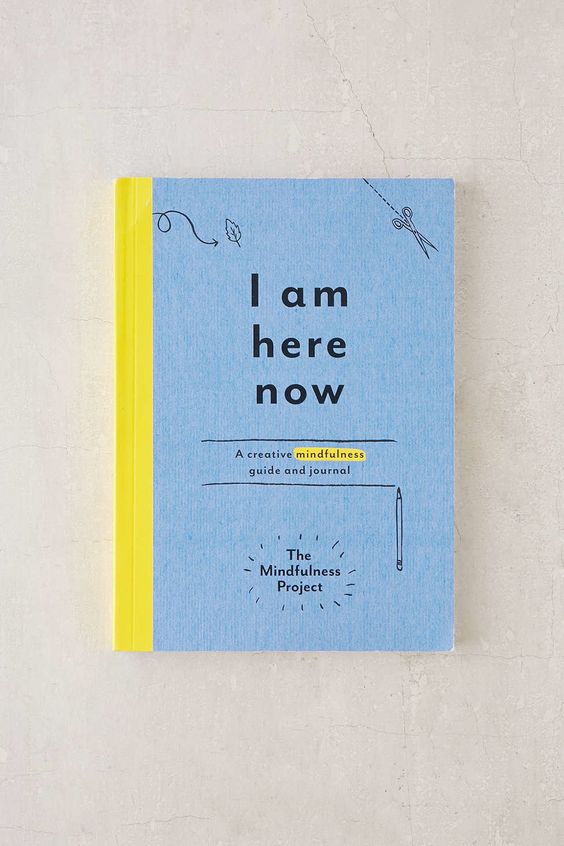 I am
here
now
A creative mindfulness
guide and journal
The
Mindfulness
Project